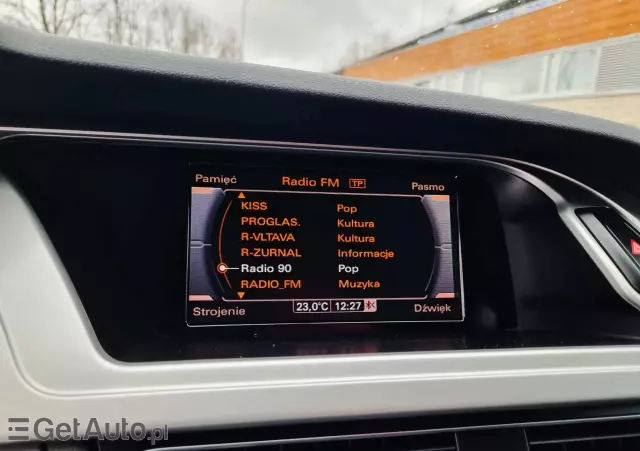 Pamięć Radio FM TP Pasmo
KISS Pop
PROGLAS. Kultura
R-VLTAVA Kultura
R-ZURNAL Informacje
Radio 90 Pop
RADIO_FM Muzyka
23,0°C 12:27
Strojenie Dźwięk
GetAuto.pl